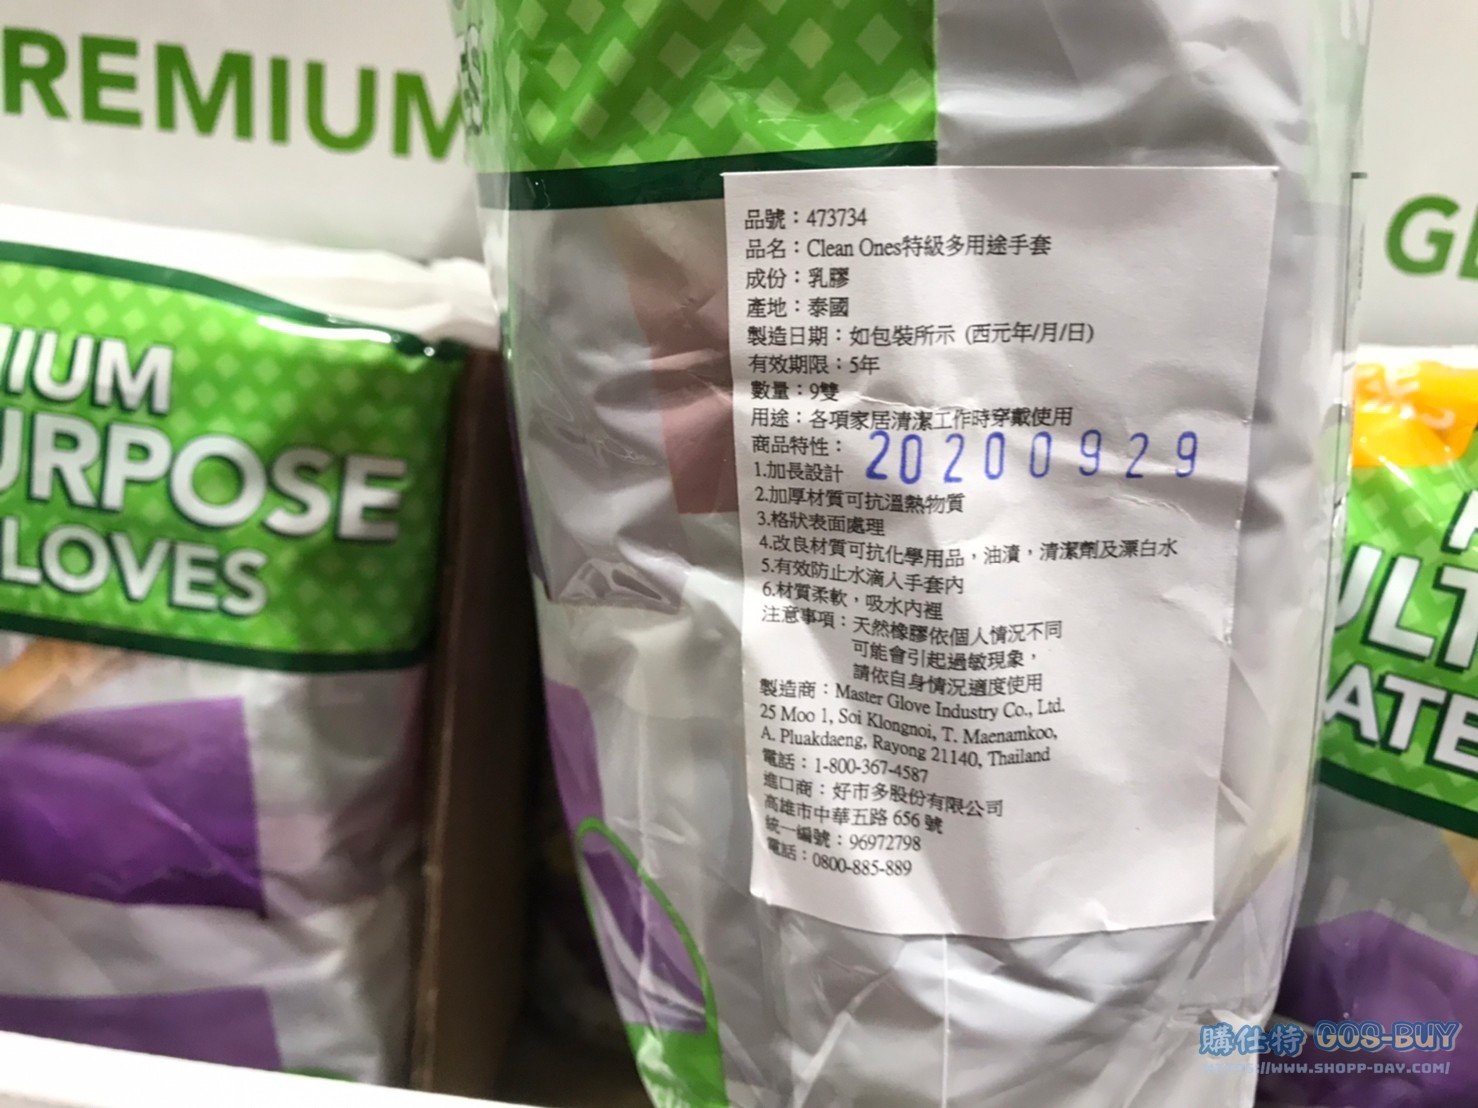 REMIUM
GL
IUM
URPOSE
LOVES
ULT
ATE
品號：473734
品名：Clean Ones特級多用途手套
成份：乳膠
產地：泰國
製造日期：如包裝所示 (西元年/月/日)
有效期限：5年
數量：9雙
用途：各項家居清潔工作時穿戴使用
商品特性：
20200929
1.加長設計
2.加厚材質可抗溫熱物質
3.格狀表面處理
4.改良材質可抗化學用品，油漬，清潔劑及漂白水
5.有效防止水滴入手套內
6.材質柔軟，吸水內裡
注意事項：天然橡膠依個人情況不同
可能會引起過敏現象，
請依自身情況適度使用
製造商：Master Glove Industry Co., Ltd.
25 Moo 1, Soi Klongnoi, T. Maenamkoo,
A. Pluakdaeng, Rayong 21140, Thailand
電話：1-800-367-4587
進口商：好市多股份有限公司
高雄市中華五路 656 號
統一編號：96972798
電話：0800-885-889
購仕特 GOS-BUY
HTTPS://WWW.SHOPP-DAY.COM/